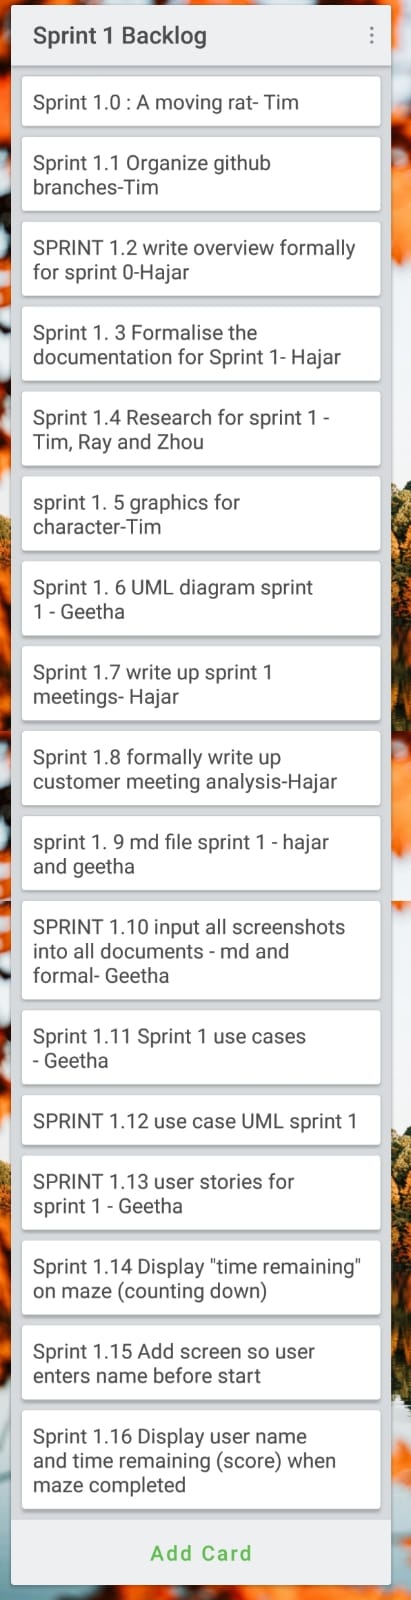 Sprint 1 Backlog
Sprint 1.0 : A moving rat- Tim
Sprint 1.1 Organize github
branches-Tim
SPRINT 1.2 write overview formally
for sprint 0-Hajar
Sprint 1. 3 Formalise the
documentation for Sprint 1- Hajar
Sprint 1.4 Research for sprint 1 -
Tim, Ray and Zhou
sprint 1. 5 graphics for
character-Tim
Sprint 1. 6 UML diagram sprint
1 - Geetha
Sprint 1.7 write up sprint 1
meetings- Hajar
Sprint 1.8 formally write up
customer meeting analysis-Hajar
sprint 1. 9 md file sprint 1 - hajar
and geetha
SPRINT 1.10 input all screenshots
into all documents - md and
formal- Geetha
Sprint 1.11 Sprint 1 use cases
- Geetha
SPRINT 1.12 use case UML sprint 1
SPRINT 1.13 user stories for
sprint 1 - Geetha
Sprint 1.14 Display "time remaining"
on maze (counting down)
Sprint 1.15 Add screen so user
enters name before start
Sprint 1.16 Display user name
and time remaining (score) when
maze completed
Add Card